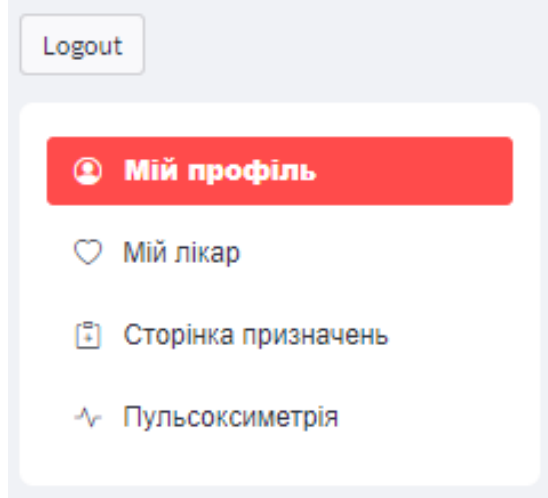 Logout
Мій профіль
Мій лікар
Сторінка призначень
Пульсоксиметрія